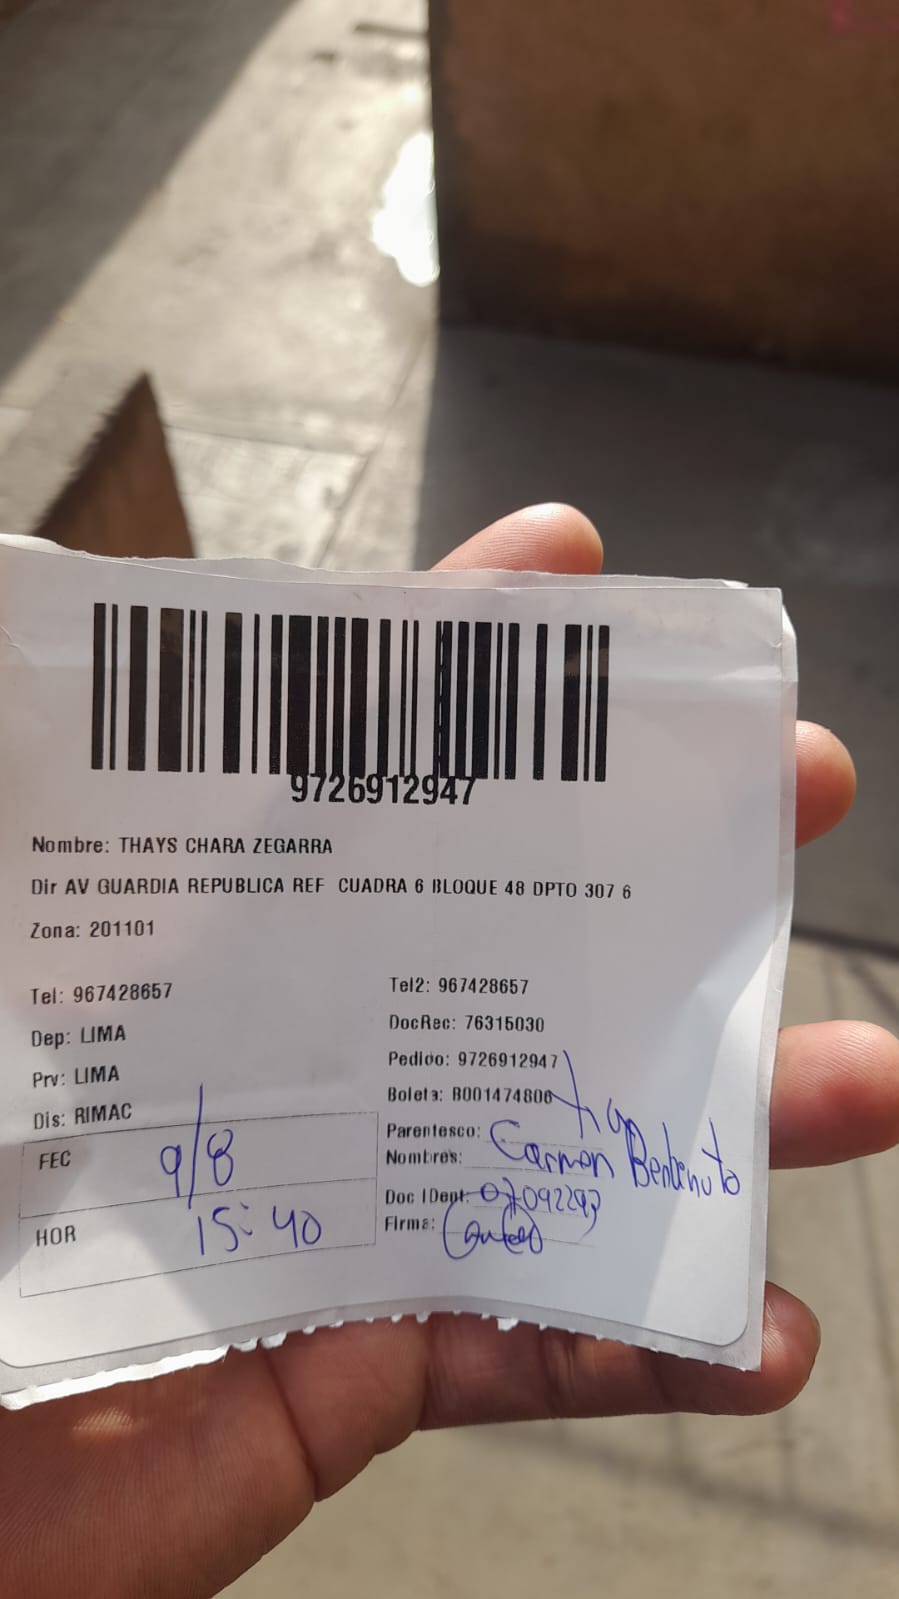 9726912947
Nombre: THAYS CHARA ZEGARRA
Dir AV GUARDIA REPUBLICA REF CUADRA 6 BLOQUE 48 DPTO 307 6
Zona: 201101
Tel: 967428657
Dep: LIMA
Prv: LIMA
Dis: RIMAC
FEC 9/8
HOR 15:40
Tel2: 967428657
DocRec: 76315030
Pedido: 9726912947
Boleta: B001474806
Parentesco: tia
Nombres: Carmen Benbenuto
Doc IDent: 07092293
Firma: